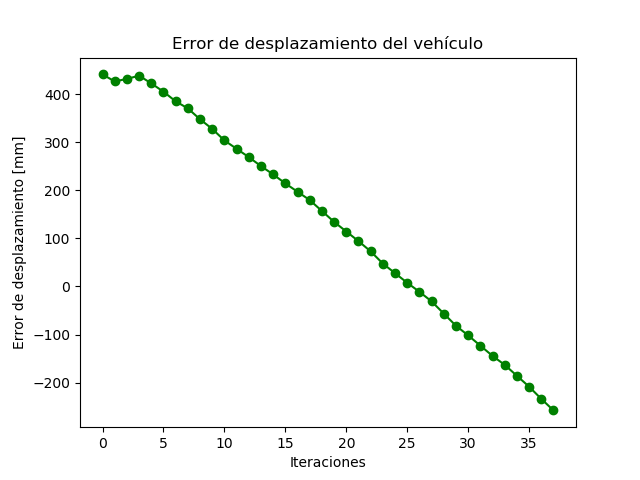 Error de desplazamiento del vehículo
Error de desplazamiento [mm]
400
300
200
100
0
−100
−200
0 5 10 15 20 25 30 35
Iteraciones